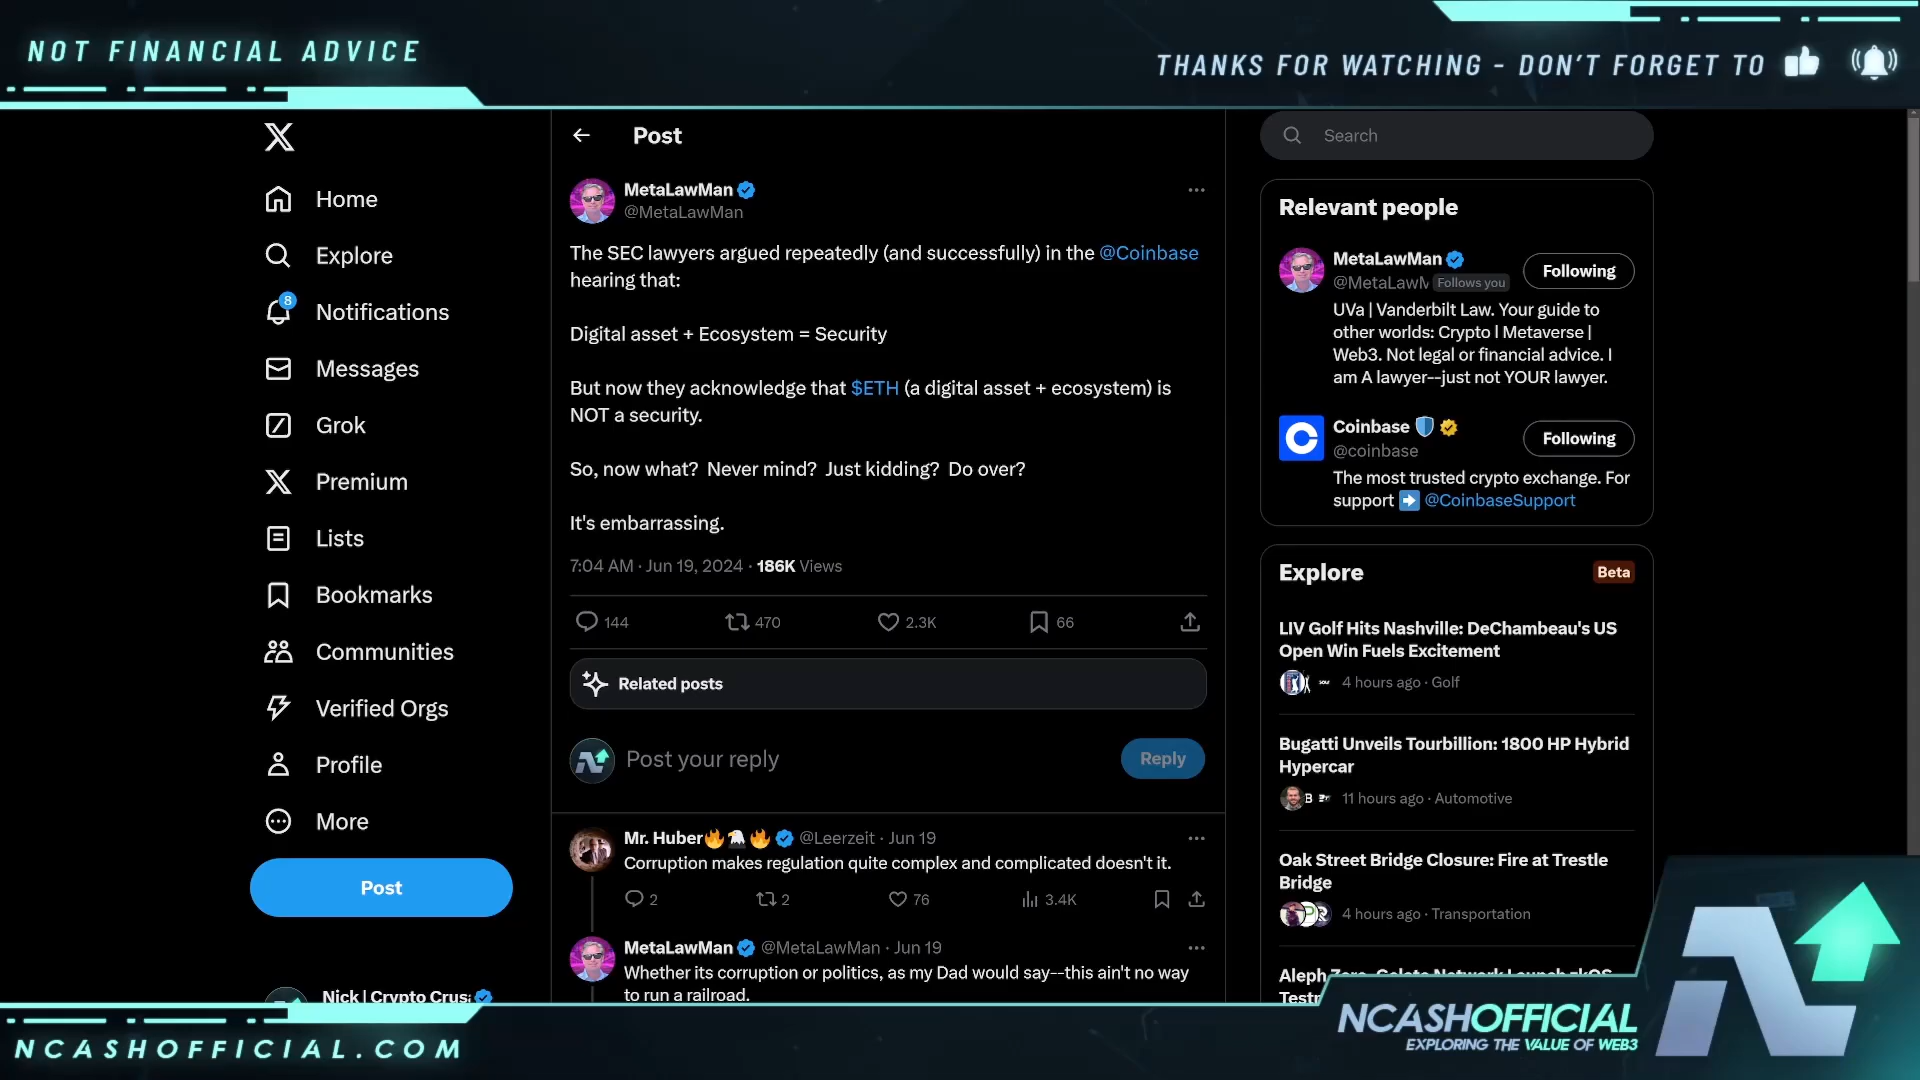 NOT FINANCIAL ADVICE
THANKS FOR WATCHING - DON'T FORGET TO
Post
Search
Home
Explore
8
Notifications
Messages
Grok
Premium
Lists
Bookmarks
Communities
Verified Orgs
Profile
More
Post
Nick | Crypto Crus
MetaLawMan
@MetaLawMan
The SEC lawyers argued repeatedly (and successfully) in the @Coinbase
hearing that:
Digital asset + Ecosystem = Security
But now they acknowledge that $ETH (a digital asset + ecosystem) is
NOT a security.
So, now what? Never mind? Just kidding? Do over?
It's embarrassing.
7:04 AM · Jun 19, 2024 · 186K Views
144 470 2.3K 66
Related posts
Post your reply
Reply
Mr. Huber🔥🦅🔥 @Leerzeit · Jun 19
Corruption makes regulation quite complex and complicated doesn't it.
2 2 76 3.4K
MetaLawMan @MetaLawMan · Jun 19
Whether its corruption or politics, as my Dad would say--this ain't no way
to run a railroad.
Relevant people
MetaLawMan
@MetaLawM Follows you
Following
UVa | Vanderbilt Law. Your guide to
other worlds: Crypto l Metaverse |
Web3. Not legal or financial advice. I
am A lawyer--just not YOUR lawyer.
Coinbase 🛡️
@coinbase
Following
The most trusted crypto exchange. For
support ➡️ @CoinbaseSupport
Explore
Beta
LIV Golf Hits Nashville: DeChambeau's US
Open Win Fuels Excitement
4 hours ago · Golf
Bugatti Unveils Tourbillion: 1800 HP Hybrid
Hypercar
11 hours ago · Automotive
Oak Street Bridge Closure: Fire at Trestle
Bridge
4 hours ago · Transportation
Aleph Zero
Testn
NCASHOFFICIAL.COM
NCASHOFFICIAL
EXPLORING THE VALUE OF WEB3